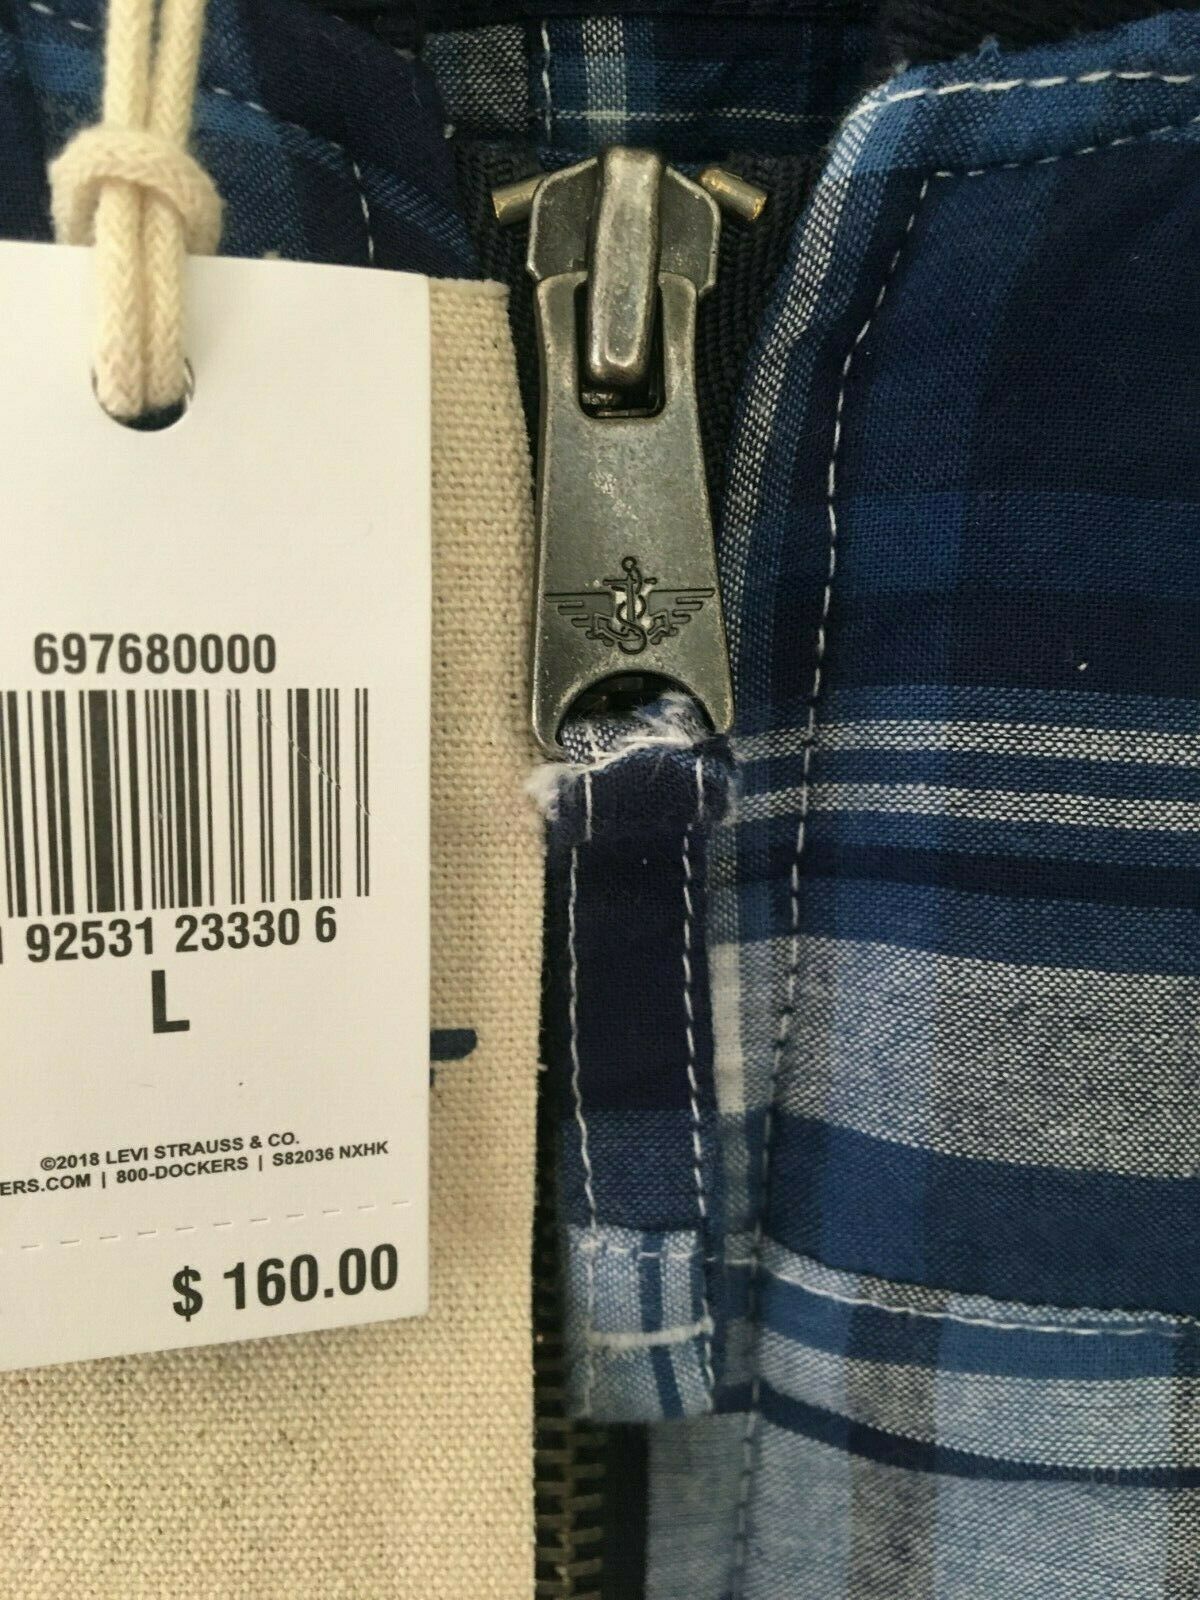 697680000
92531 23330 6
L
©2018 LEVI STRAUSS & CO.
ERS.COM | 800-DOCKERS | S82036 NXHK
$ 160.00